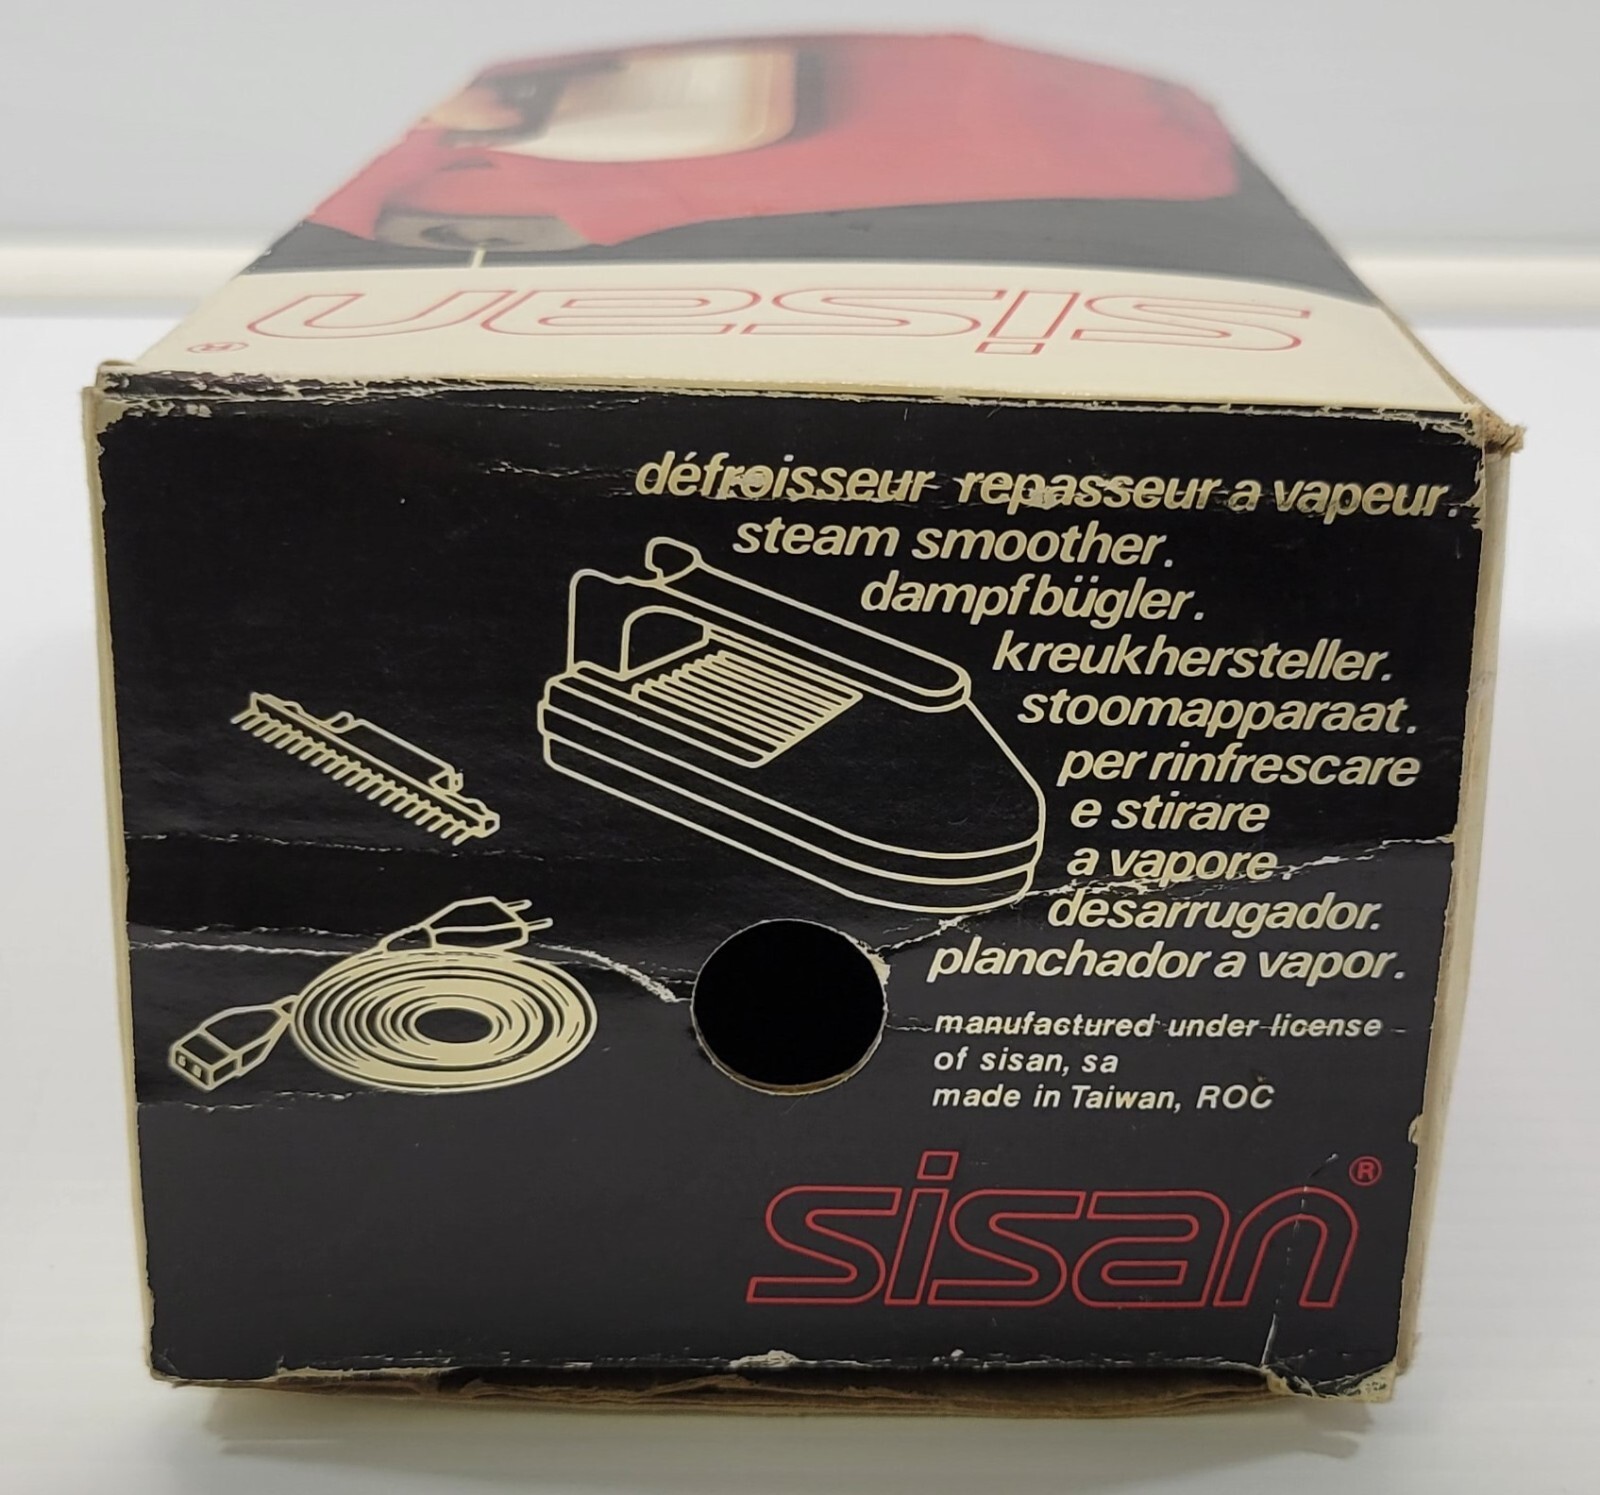 sisan®
défroisseur repasseur a vapeur.
steam smoother.
dampfbügler.
kreukhersteller.
stoomapparaat.
per rinfrescare
e stirare
a vapore.
desarrugador.
planchador a vapor.
manufactured under license
of sisan, sa
made in Taiwan, ROC
sisan®